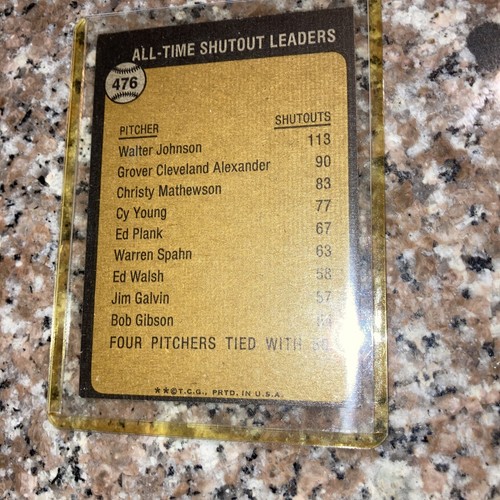 ALL-TIME SHUTOUT LEADERS
476
PITCHER SHUTOUTS
Walter Johnson 113
Grover Cleveland Alexander 90
Christy Mathewson 83
Cy Young 77
Ed Plank 67
Warren Spahn 63
Ed Walsh 58
Jim Galvin 57
Bob Gibson
FOUR PITCHERS TIED WITH
**©T.C.G., PRTD. IN U.S.A.